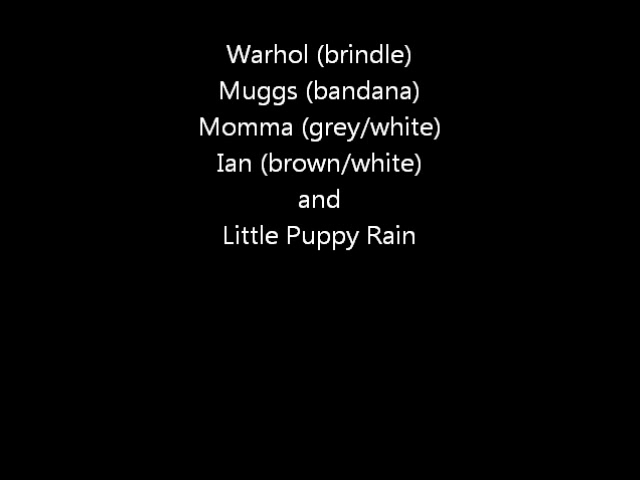 Warhol (brindle)
Muggs (bandana)
Momma (grey/white)
Ian (brown/white)
and
Little Puppy Rain